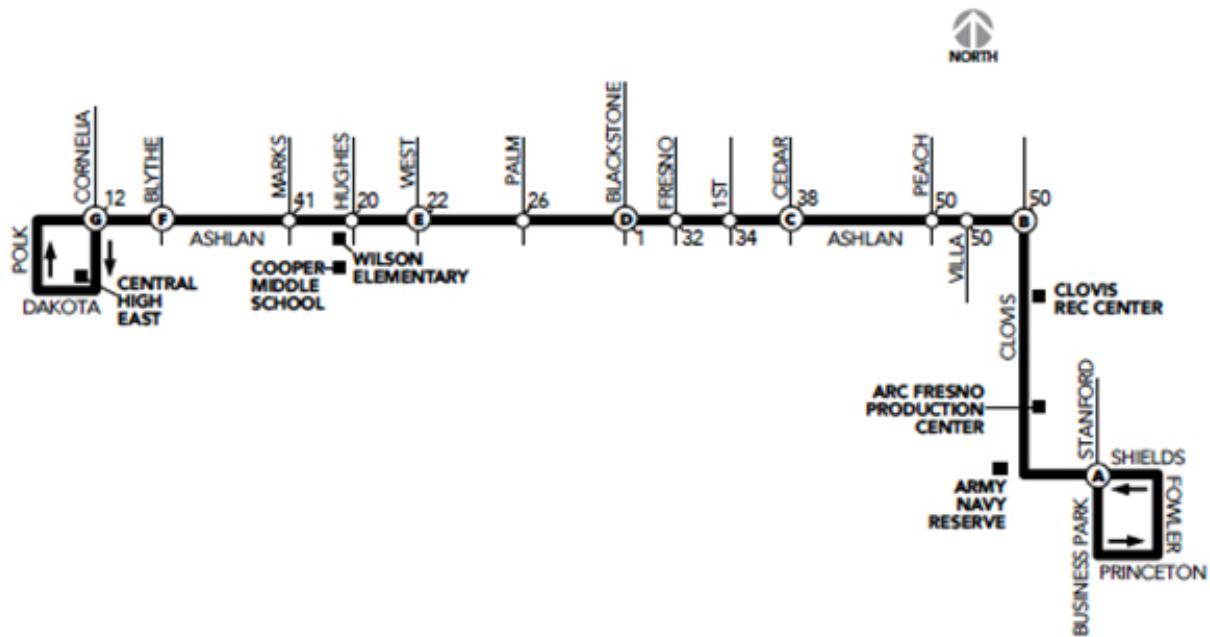 NORTH
CORNELIA
BLYTHE
MARKS
HUGHES
WEST
PALM
BLACKSTONE
FRESNO
1ST
CEDAR
PEACH
12
41
20
22
26
38
50
50
G
F
E
D
C
B
1
32
34
50
POLK
ASHLAN
ASHLAN
VILLA
DAKOTA
CENTRAL
HIGH
EAST
COOPER
MIDDLE
SCHOOL
WILSON
ELEMENTARY
CLOVIS
CLOVIS
REC CENTER
ARC FRESNO
PRODUCTION
CENTER
STANFORD
SHIELDS
A
FOWLER
ARMY
NAVY
RESERVE
BUSINESS PARK
PRINCETON